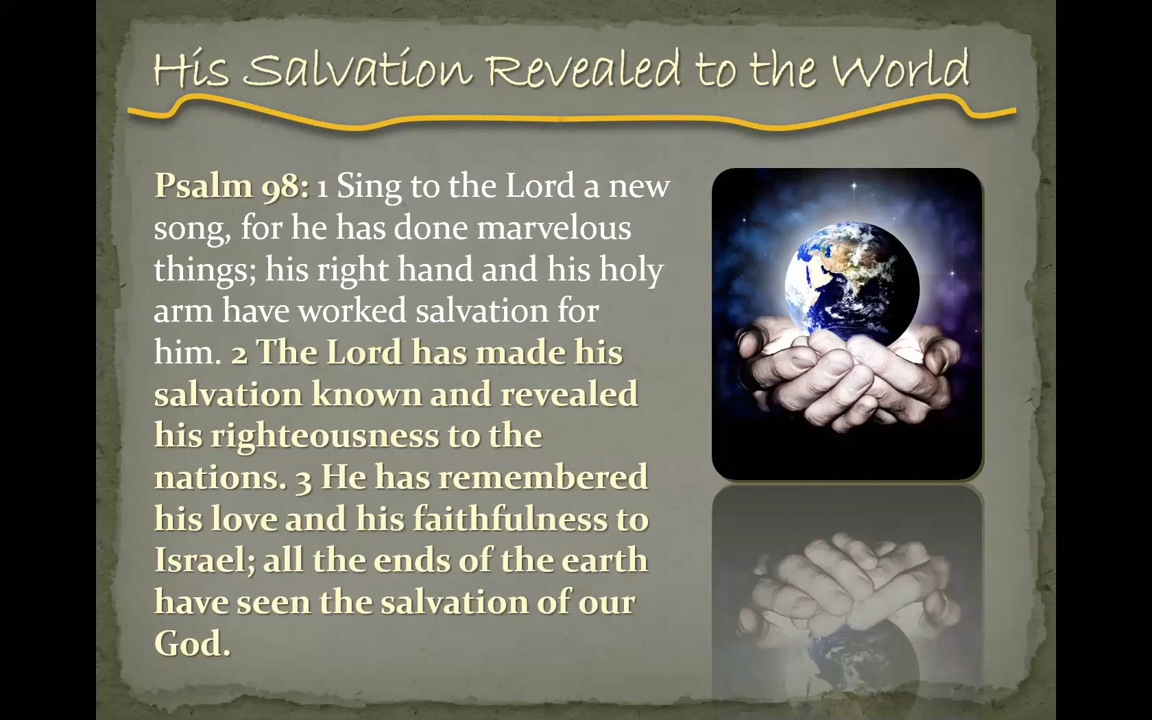 His Salvation Revealed to the World
Psalm 98: 1 Sing to the Lord a new
song, for he has done marvelous
things; his right hand and his holy
arm have worked salvation for
him. 2 The Lord has made his
salvation known and revealed
his righteousness to the
nations. 3 He has remembered
his love and his faithfulness to
Israel; all the ends of the earth
have seen the salvation of our
God.